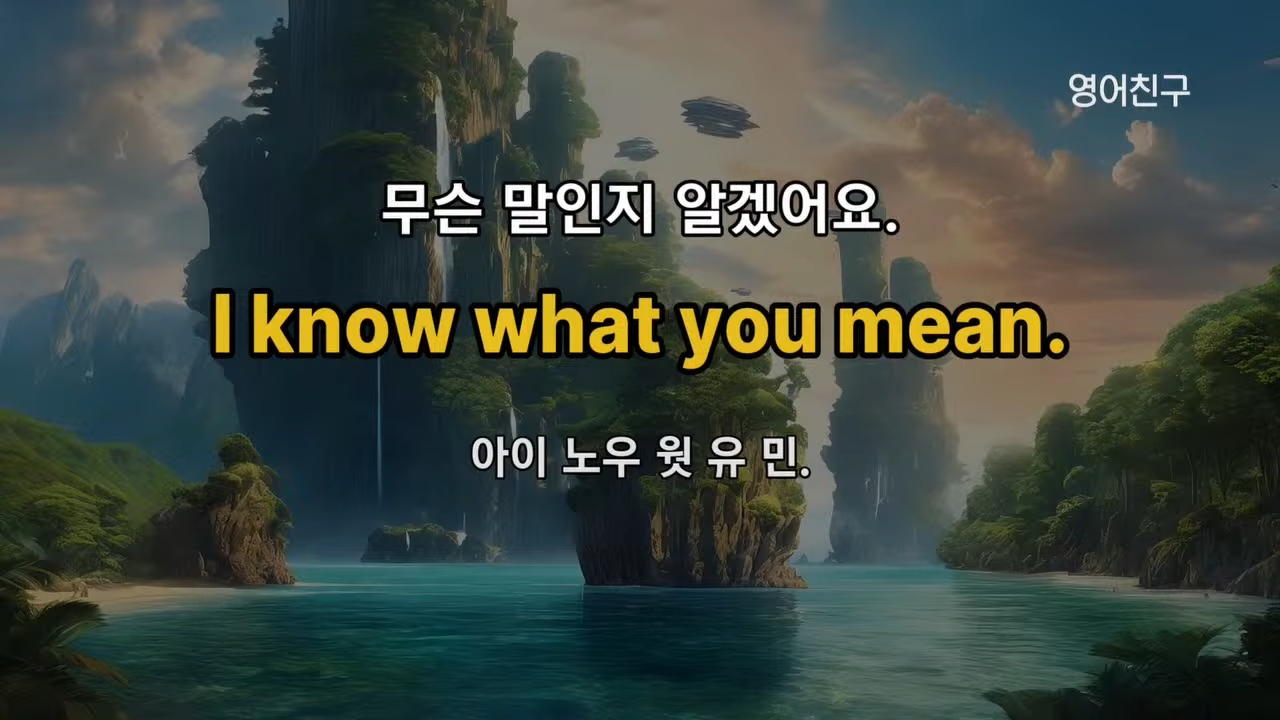 영어친구
무슨 말인지 알겠어요.
I know what you mean.
아이 노우 웟 유 민.